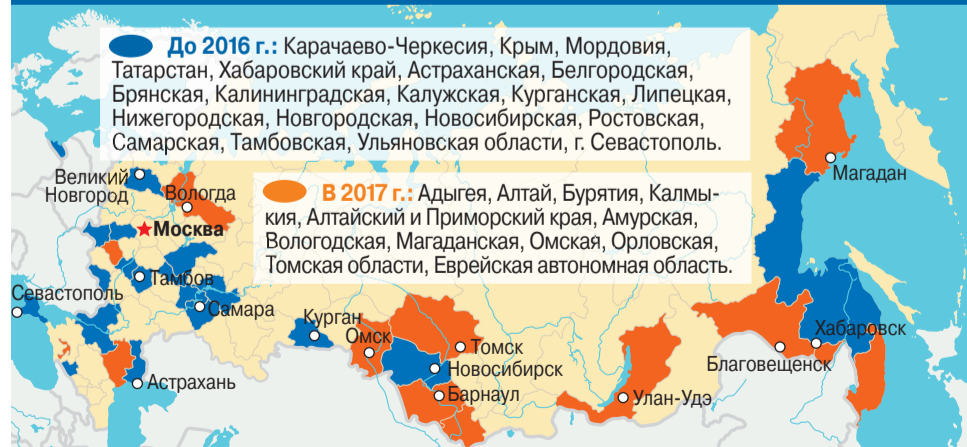 До 2016 г.: Карачаево-Черкесия, Крым, Мордовия,
Татарстан, Хабаровский край, Астраханская, Белгородская,
Брянская, Калининградская, Калужская, Курганская, Липецкая,
Нижегородская, Новгородская, Новосибирская, Ростовская,
Самарская, Тамбовская, Ульяновская области, г. Севастополь.
Великий
Новгород
Вологда
В 2017 г.: Адыгея, Алтай, Бурятия, Калмы-
кия, Алтайский и Приморский края, Амурская,
Вологодская, Магаданская, Омская, Орловская,
Томская области, Еврейская автономная область.
Магадан
Москва
Тамбов
Севастополь
Самара
Курган
Омск
Томск
Хабаровск
Новосибирск
Благовещенск
Астрахань
Барнаул
Улан-Удэ